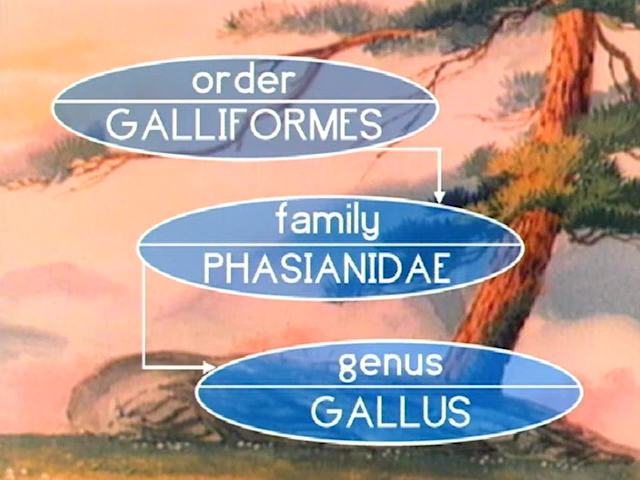 order
GALLIFORMES
family
PHASIANIDAE
genus
GALLUS